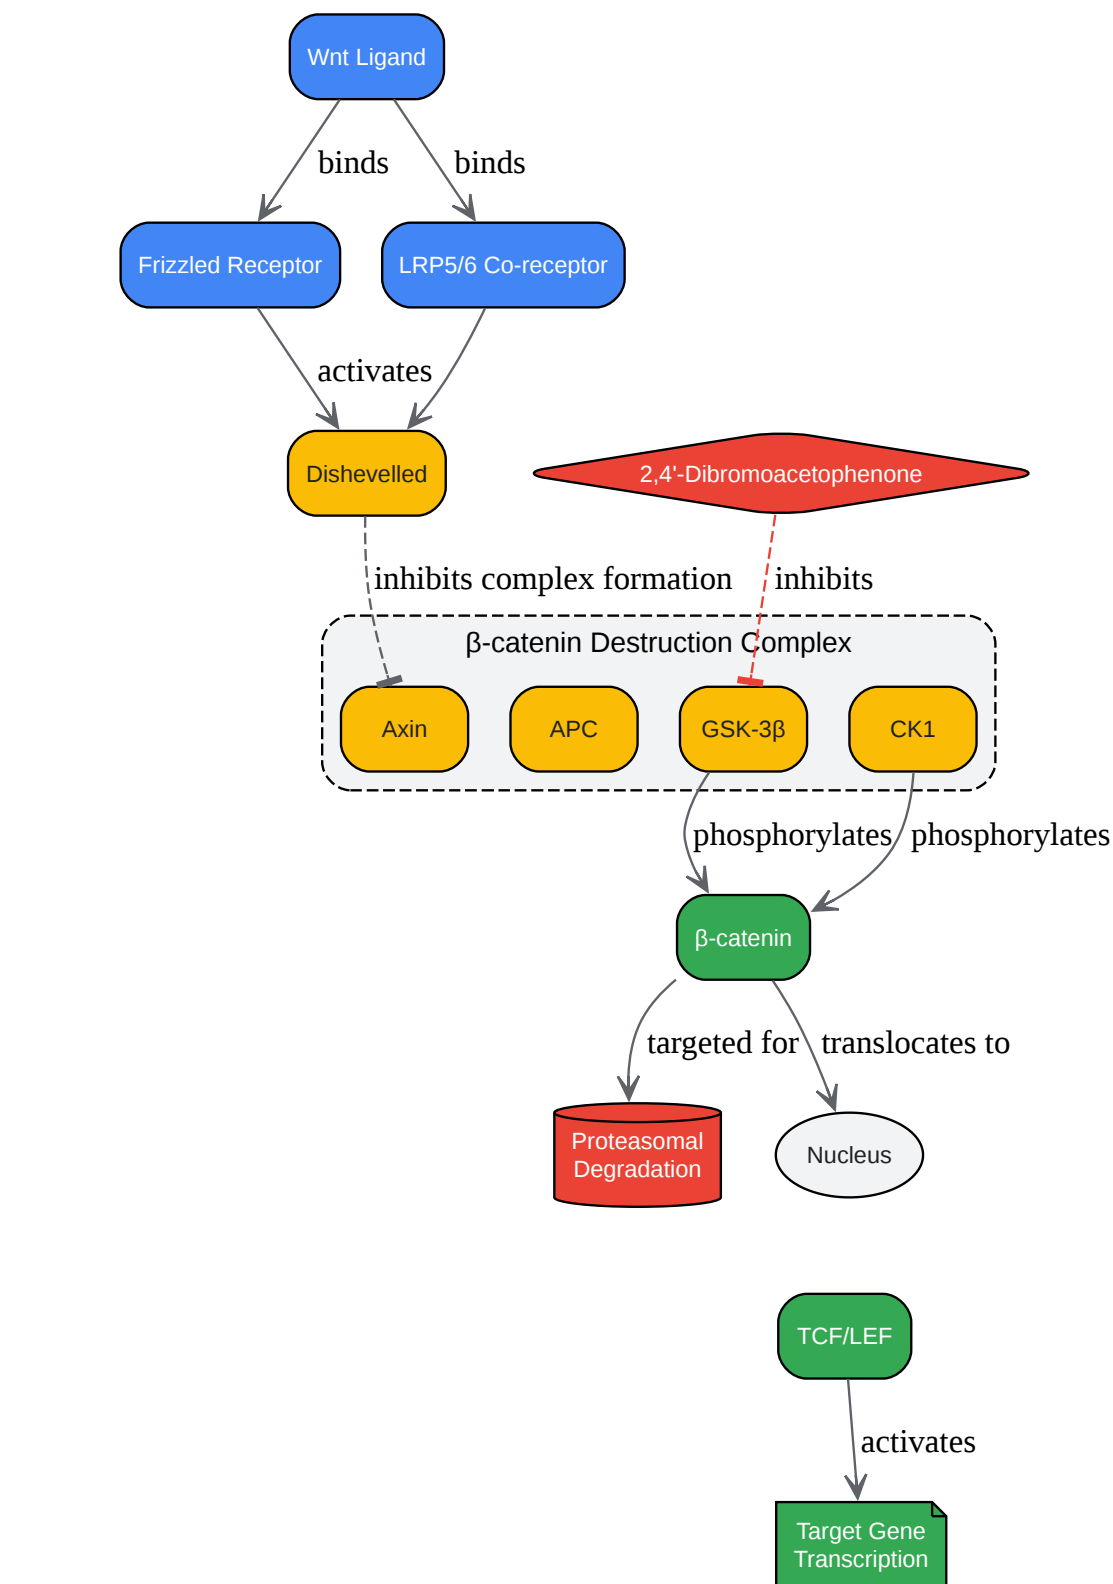 Wnt Ligand
binds
binds
Frizzled Receptor
LRP5/6 Co-receptor
activates
Dishevelled
2,4'-Dibromoacetophenone
inhibits complex formation
inhibits
β-catenin Destruction Complex
Axin
APC
GSK-3β
CK1
phosphorylates
phosphorylates
β-catenin
targeted for
translocates to
Proteasomal
Degradation
Nucleus
TCF/LEF
activates
Target Gene
Transcription